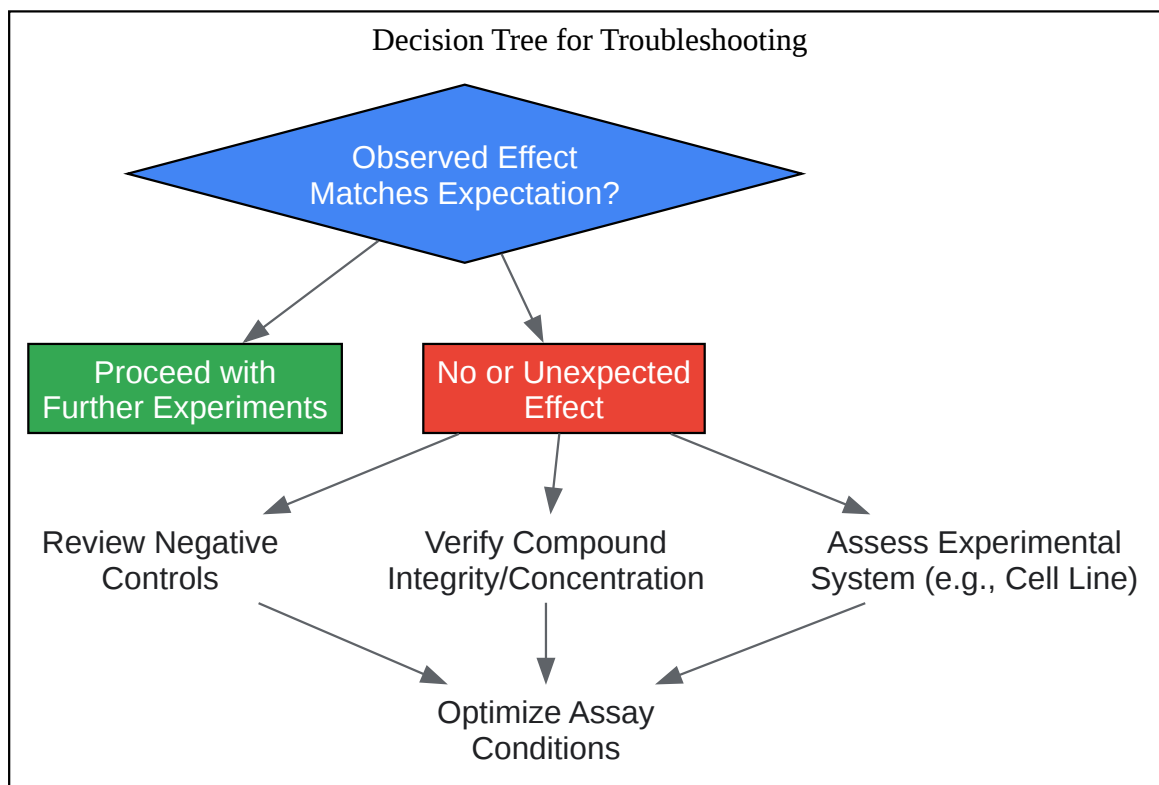 Decision Tree for Troubleshooting
Observed Effect
Matches Expectation?
Proceed with
Further Experiments
No or Unexpected
Effect
Review Negative
Controls
Verify Compound
Integrity/Concentration
Assess Experimental
System (e.g., Cell Line)
Optimize Assay
Conditions